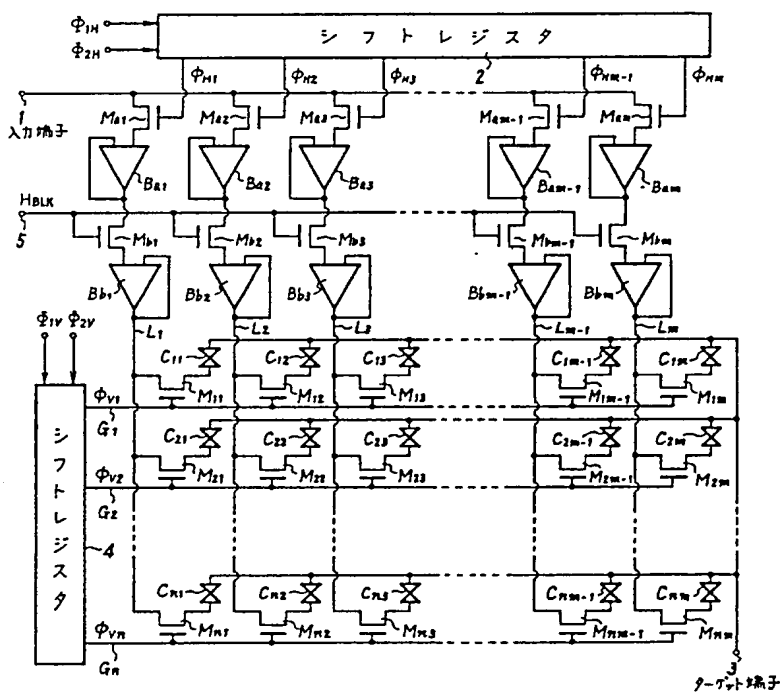 Φ1H
Φ2H
シフトレジスタ
2
ΦH1 ΦH2 ΦH3 ΦHm-1 ΦHm
1
入力端子
Ma1 Ma2 Ma3 Mam-1 Mam
Ba1 Ba2 Ba3 Bam-1 Bam
HBLK
5
Mb1 Mb2 Mb3 Mbm-1 Mbm
Bb1 Bb2 Bb3 Bbm-1 Bbm
Φ1V Φ2V
L1 L2 L3 Lm-1 Lm
C11 C12 C13 C1m-1 C1m
M11 M12 M13 M1m-1 M1m
ΦV1
G1
C21 C22 C23 C2m-1 C2m
M21 M22 M23 M2m-1 M2m
ΦV2
G2
シフトレジスタ
4
Cn1 Cn2 Cn3 Cnm-1 Cnm
Mn1 Mn2 Mn3 Mnm-1 Mnm
ΦVn
Gn
3
ターゲット端子